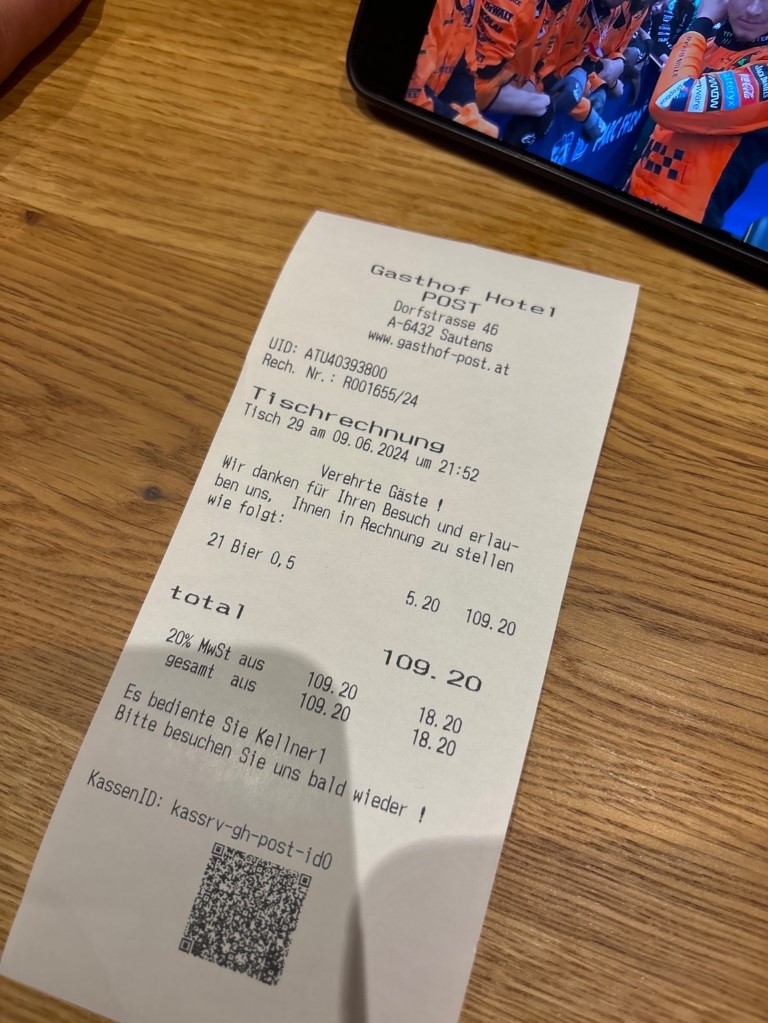 DEWALT
Gasthof Hotel
POST
Dorfstrasse 46
A-6432 Sautens
www.gasthof-post.at
UID: ATU40393800
Rech. Nr.: R001655/24
Tischrechnung
Tisch 29 am 09.06.2024 um 21:52
Verehrte Gäste !
Wir danken für Ihren Besuch und erlau-
ben uns, Ihnen in Rechnung zu stellen
wie folgt:
21 Bier 0,5 5.20 109.20
total 109.20
20% MwSt aus 109.20 18.20
gesamt aus 109.20 18.20
Es bediente Sie Kellner1
Bitte besuchen Sie uns bald wieder !
KassenID: kassrv-gh-post-id0